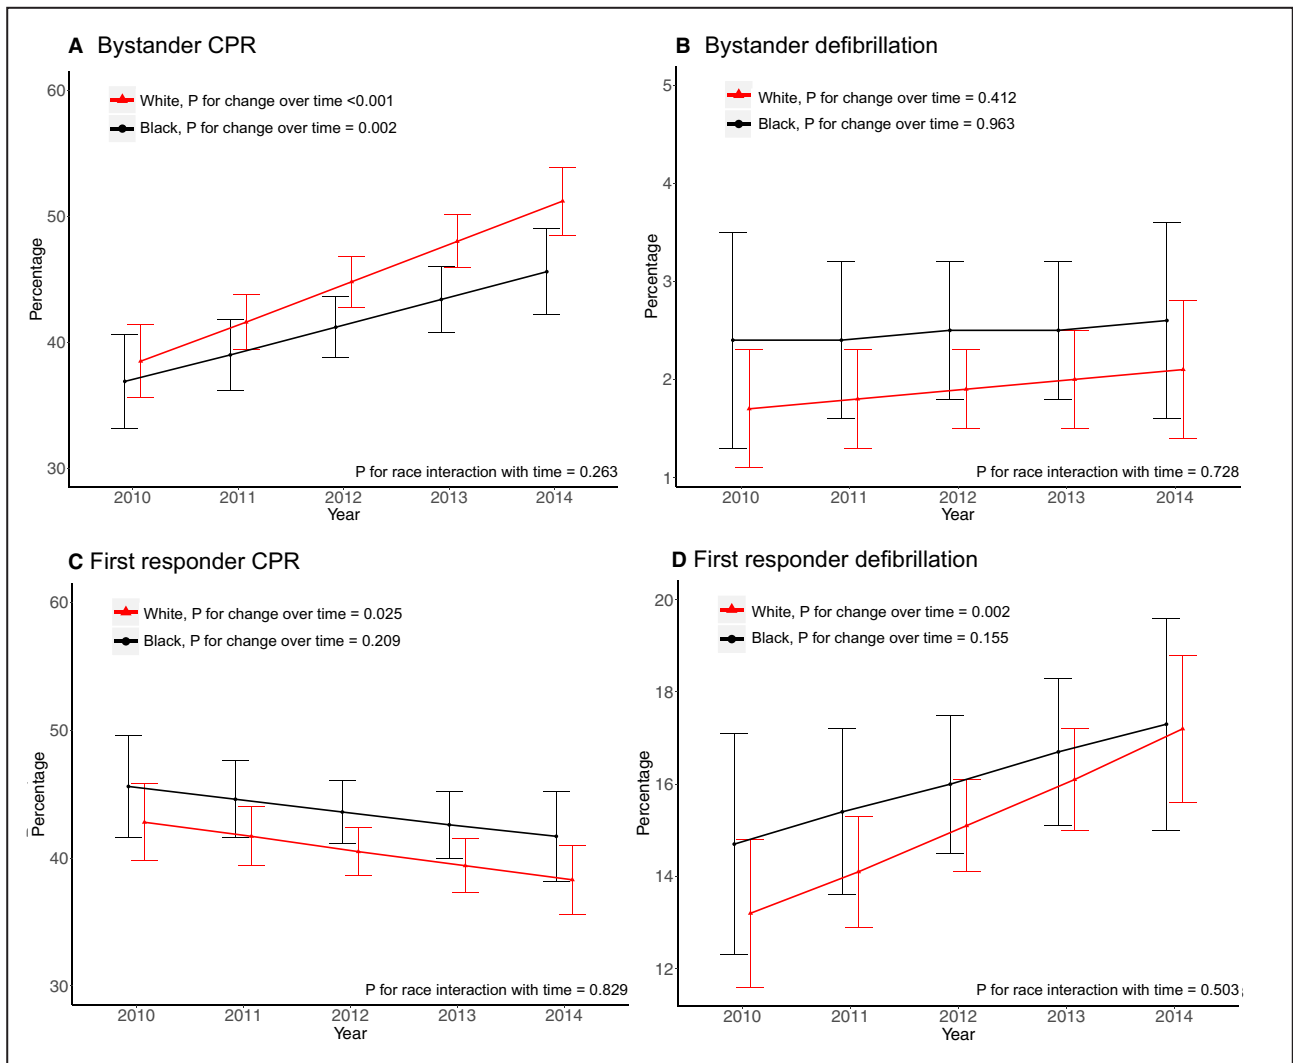 A Bystander CPR
60
50
40
30
Percentage
White, P for change over time <0.001
Black, P for change over time = 0.002
P for race interaction with time = 0.263
2010 2011 2012 2013 2014
Year
B Bystander defibrillation
5
4
3
2
1
Percentage
White, P for change over time = 0.412
Black, P for change over time = 0.963
P for race interaction with time = 0.728
2010 2011 2012 2013 2014
Year
C First responder CPR
60
50
40
30
Percentage
White, P for change over time = 0.025
Black, P for change over time = 0.209
P for race interaction with time = 0.829
2010 2011 2012 2013 2014
Year
D First responder defibrillation
20
18
16
14
12
Percentage
White, P for change over time = 0.002
Black, P for change over time = 0.155
P for race interaction with time = 0.503
2010 2011 2012 2013 2014
Year